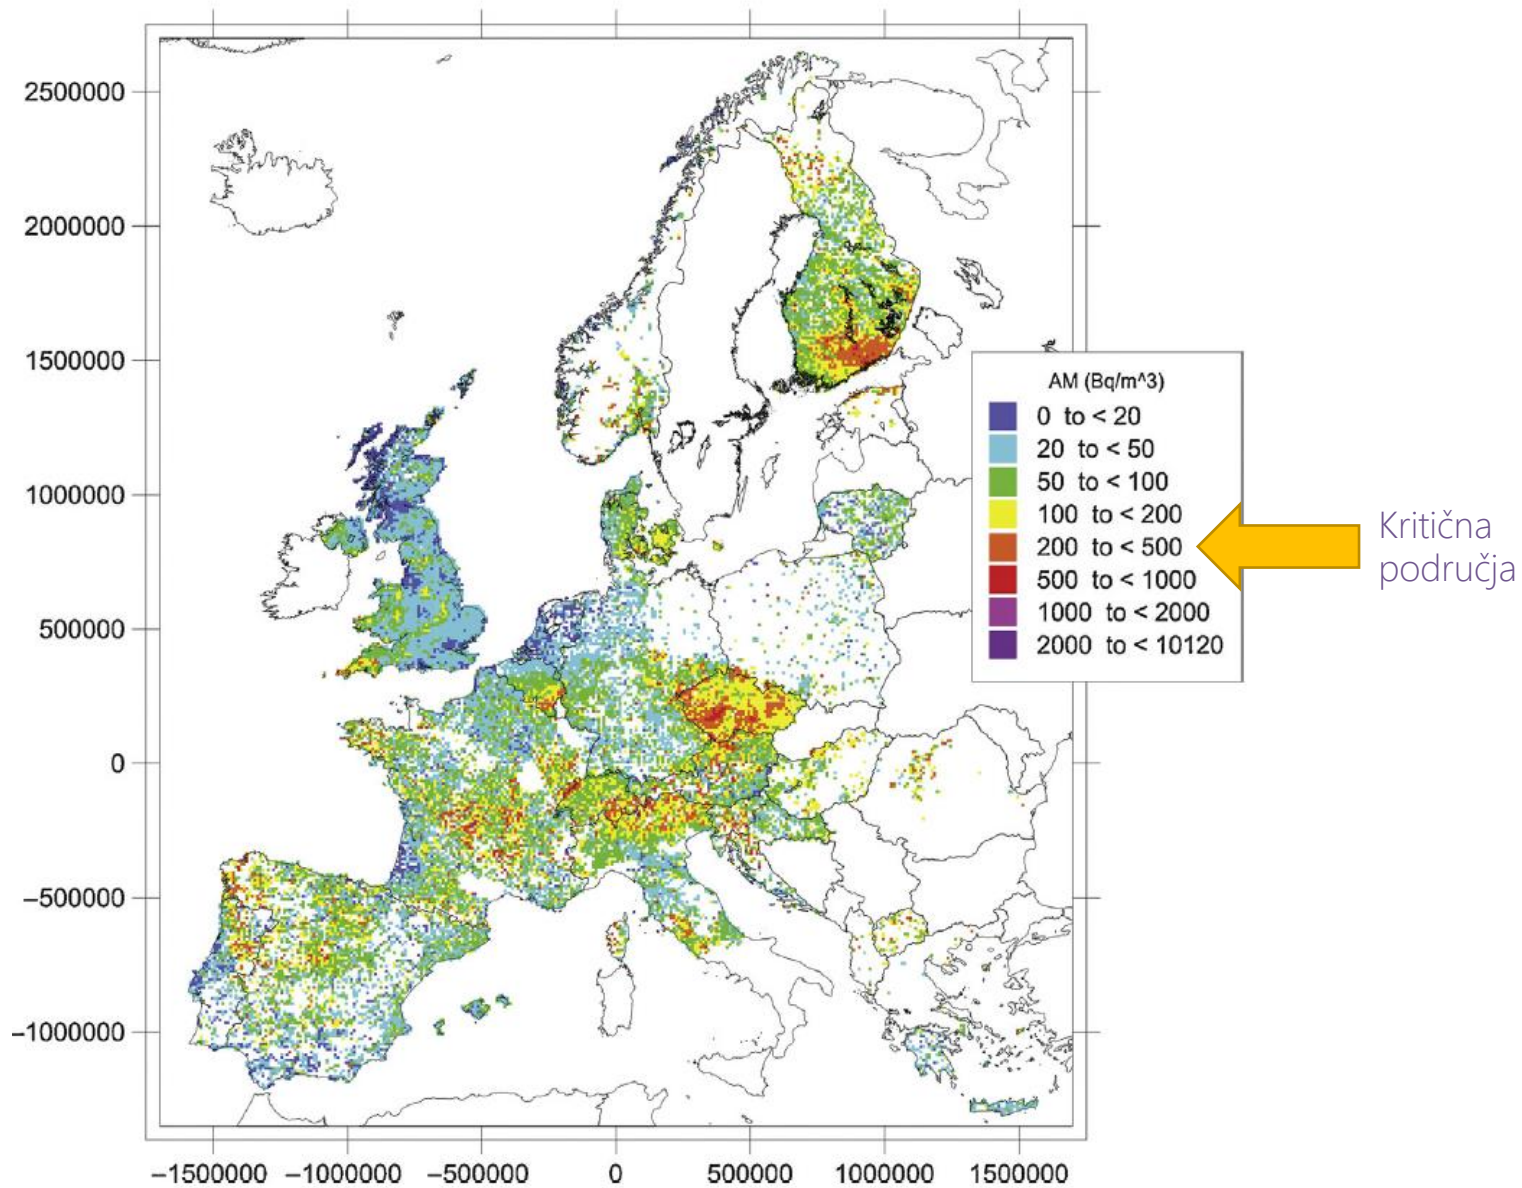 2500000
2000000
1500000
1000000
500000
0
−500000
−1000000
−1500000 −1000000 −500000 0 500000 1000000 1500000
AM (Bq/m^3)
0 to < 20
20 to < 50
50 to < 100
100 to < 200
200 to < 500
500 to < 1000
1000 to < 2000
2000 to < 10120
Kritična
područja